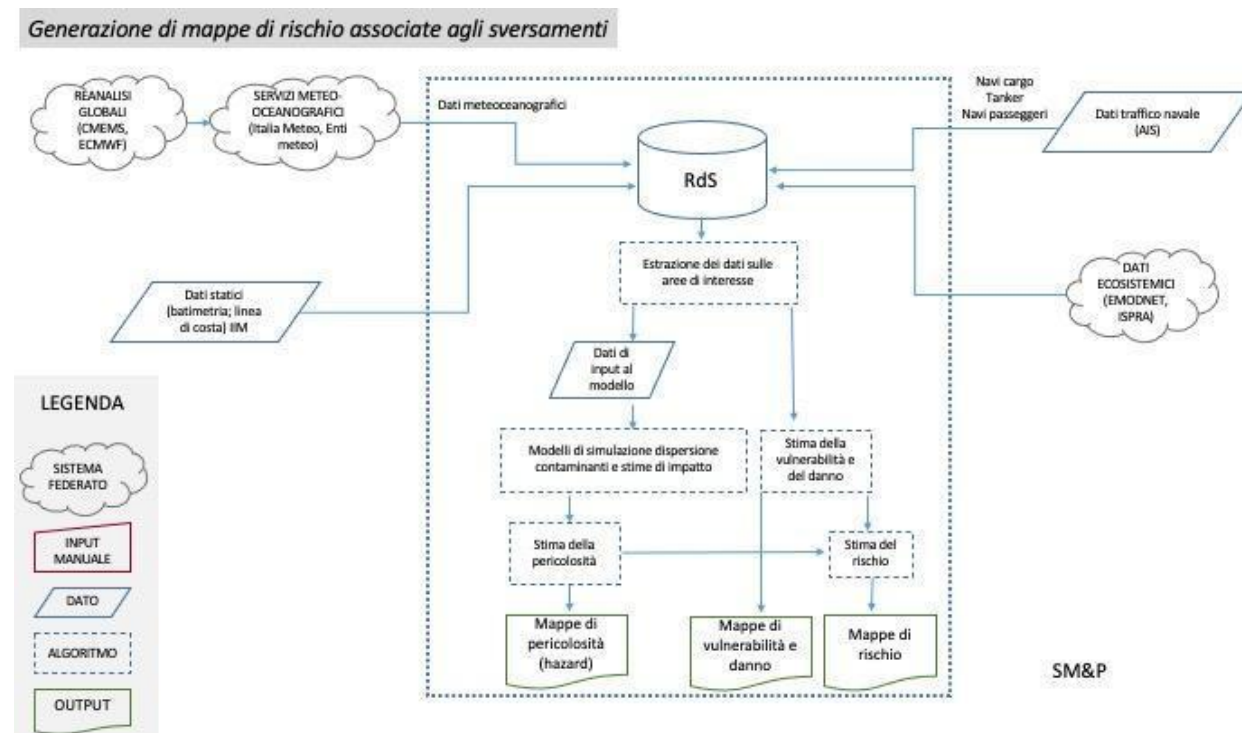 Generazione di mappe di rischio associate agli sversamenti
REANALISI
GLOBALI
(CMEMS,
ECMWF)
SERVIZI METEO-
OCEANOGRAFICI
(Italia Meteo, Enti
meteo)
Dati meteoceanografici
Navi cargo
Tanker
Navi passeggeri
Dati traffico navale
(AIS)
RdS
Estrazione dei dati sulle
aree di interesse
Dati statici
(batimetria; linea
di costa) IIM
DATI
ECOSISTEMICI
(EMODNET,
ISPRA)
Dati di
input al
modello
Modelli di simulazione dispersione
contaminanti e stime di impatto
Stima della
vulnerabilità e
del danno
Stima della
pericolosità
Stima del
rischio
Mappe di
pericolosità
(hazard)
Mappe di
vulnerabilità e
danno
Mappe di
rischio
SM&P
LEGENDA
SISTEMA
FEDERATO
INPUT
MANUALE
DATO
ALGORITMO
OUTPUT